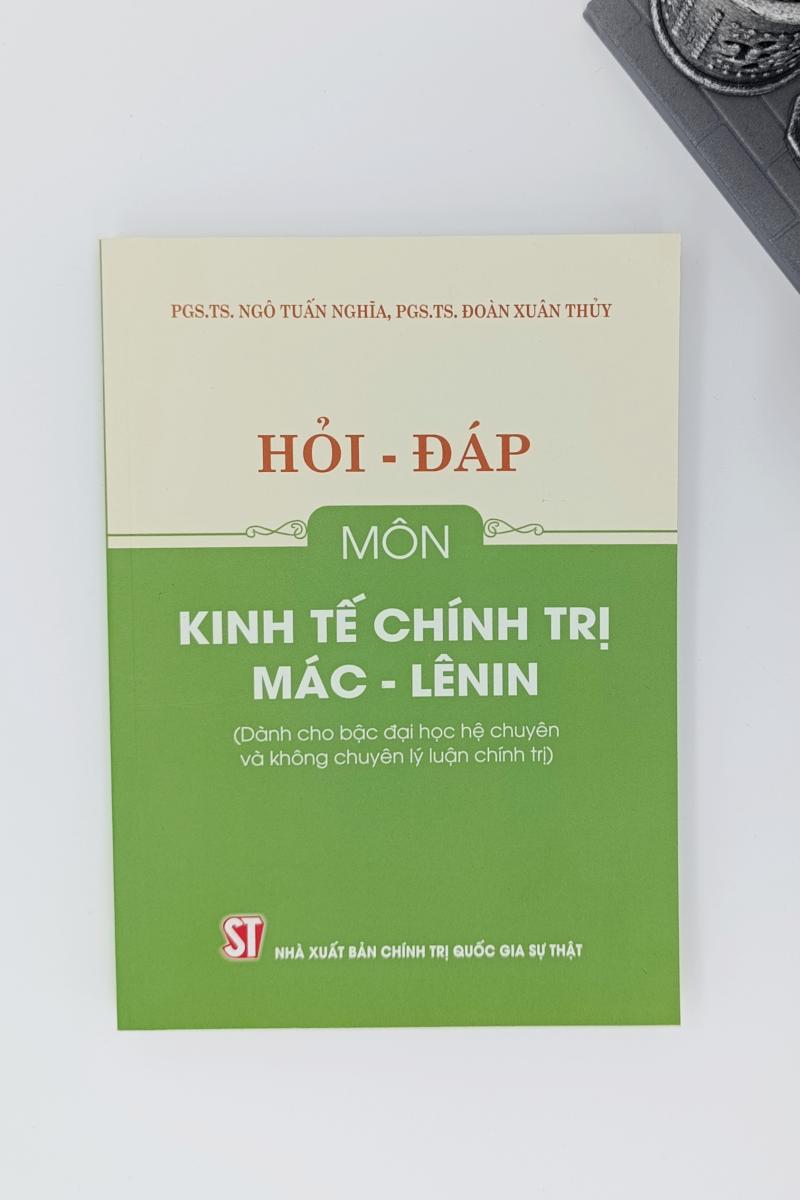 PGS.TS. NGÔ TUẤN NGHĨA, PGS.TS. ĐOÀN XUÂN THỦY
HỎI - ĐÁP
MÔN
KINH TẾ CHÍNH TRỊ
MÁC - LÊNIN
(Dành cho bậc đại học hệ chuyên
và không chuyên lý luận chính trị)
ST
NHÀ XUẤT BẢN CHÍNH TRỊ QUỐC GIA SỰ THẬT